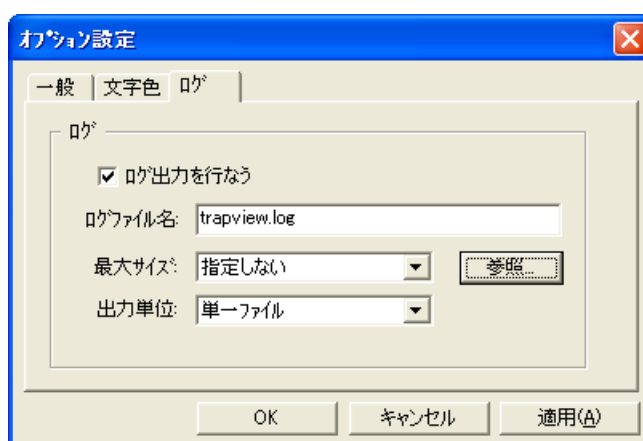 ｵﾌﾟｼｮﾝ設定
一般 文字色 ﾛｸﾞ
ﾛｸﾞ
ﾛｸﾞ出力を行なう
ﾛｸﾞﾌｧｲﾙ名: trapview.log
最大ｻｲｽﾞ: 指定しない 参照...
出力単位: 単一ﾌｧｲﾙ
OK キャンセル 適用(A)